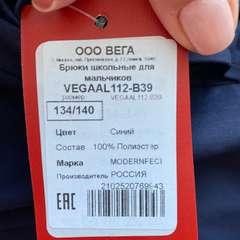 ООО ВЕГА
Брюки школьные для
мальчиков
VEGAAL112-B39
размер VEGAAL112-B39
134/140
Цвет Синий
Состав 100% Полиэстер
Марка MODERNFECI
РОССИЯ
EAC